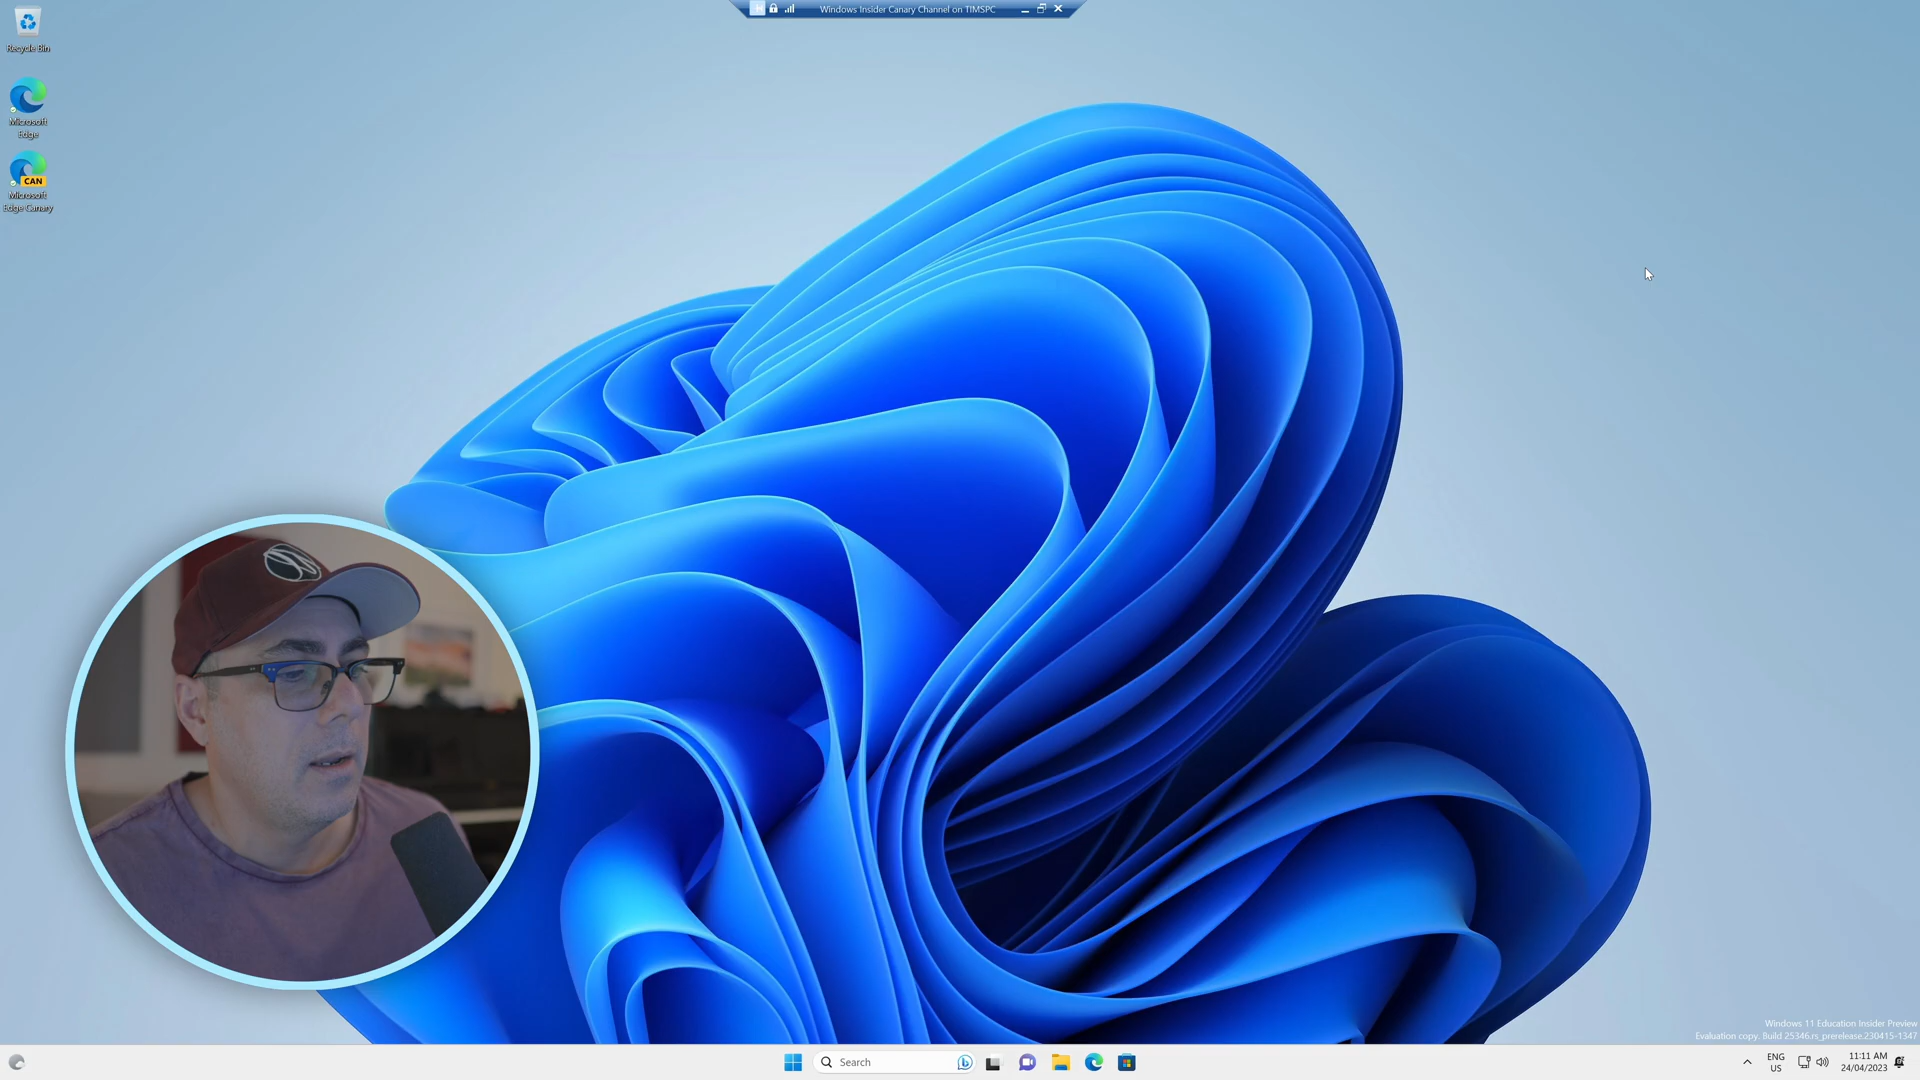 Windows Insider Canary Channel on TIMSPC
Recycle Bin
Microsoft
Edge
CAN
Microsoft
Edge Canary
Windows 11 Education Insider Preview
Evaluation copy. Build 25346.rs_prerelease.230415-1347
Search
ENG
US
11:11 AM
24/04/2023